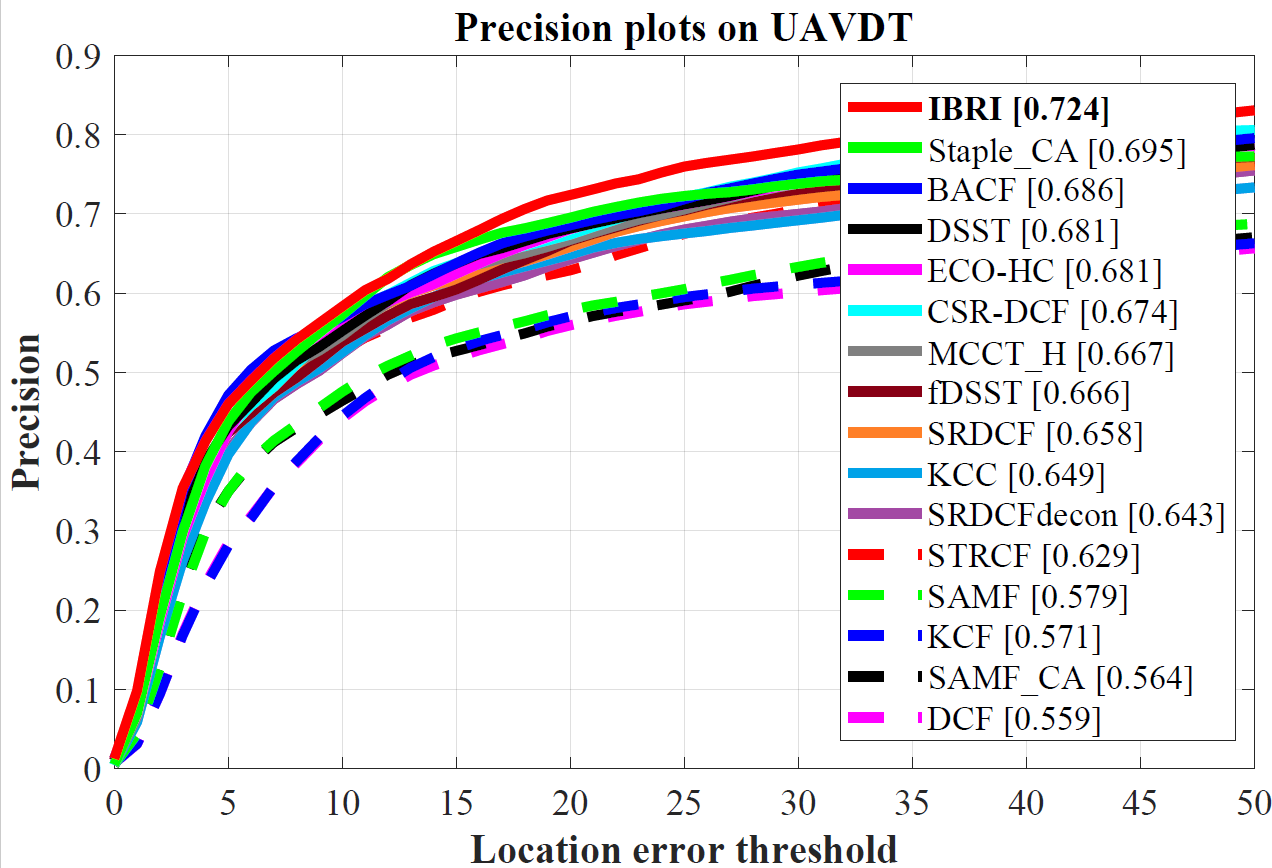 Precision plots on UAVDT
0.9
0.8
0.7
0.6
0.5
0.4
0.3
0.2
0.1
0
Precision
IBRI [0.724]
Staple_CA [0.695]
BACF [0.686]
DSST [0.681]
ECO-HC [0.681]
CSR-DCF [0.674]
MCCT_H [0.667]
fDSST [0.666]
SRDCF [0.658]
KCC [0.649]
SRDCFdecon [0.643]
STRCF [0.629]
SAMF [0.579]
KCF [0.571]
SAMF_CA [0.564]
DCF [0.559]
0 5 10 15 20 25 30 35 40 45 50
Location error threshold